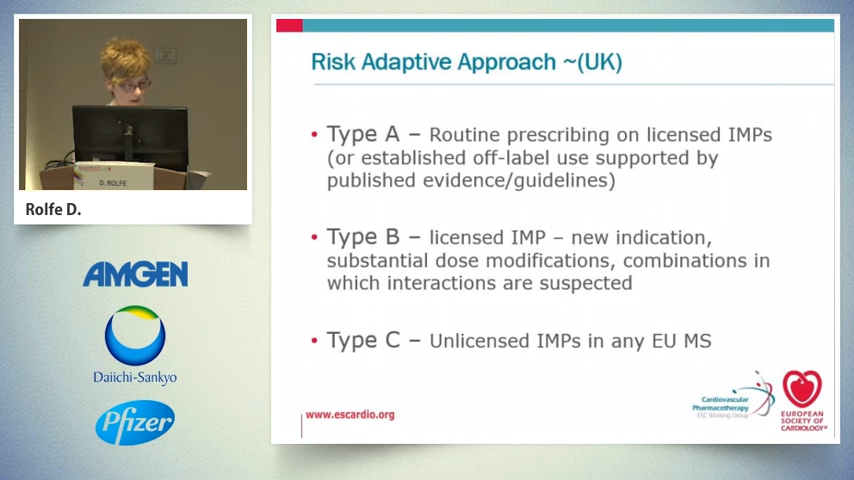 Risk Adaptive Approach ~(UK)
• Type A – Routine prescribing on licensed IMPs
(or established off-label use supported by
published evidence/guidelines)
• Type B – licensed IMP – new indication,
substantial dose modifications, combinations in
which interactions are suspected
• Type C – Unlicensed IMPs in any EU MS
www.escardio.org
Cardiovascular
Pharmacotherapy
ESC Working Group
EUROPEAN
SOCIETY OF
CARDIOLOGY®
D. ROLFE
Rolfe D.
AMGEN
Daiichi-Sankyo
Pfizer